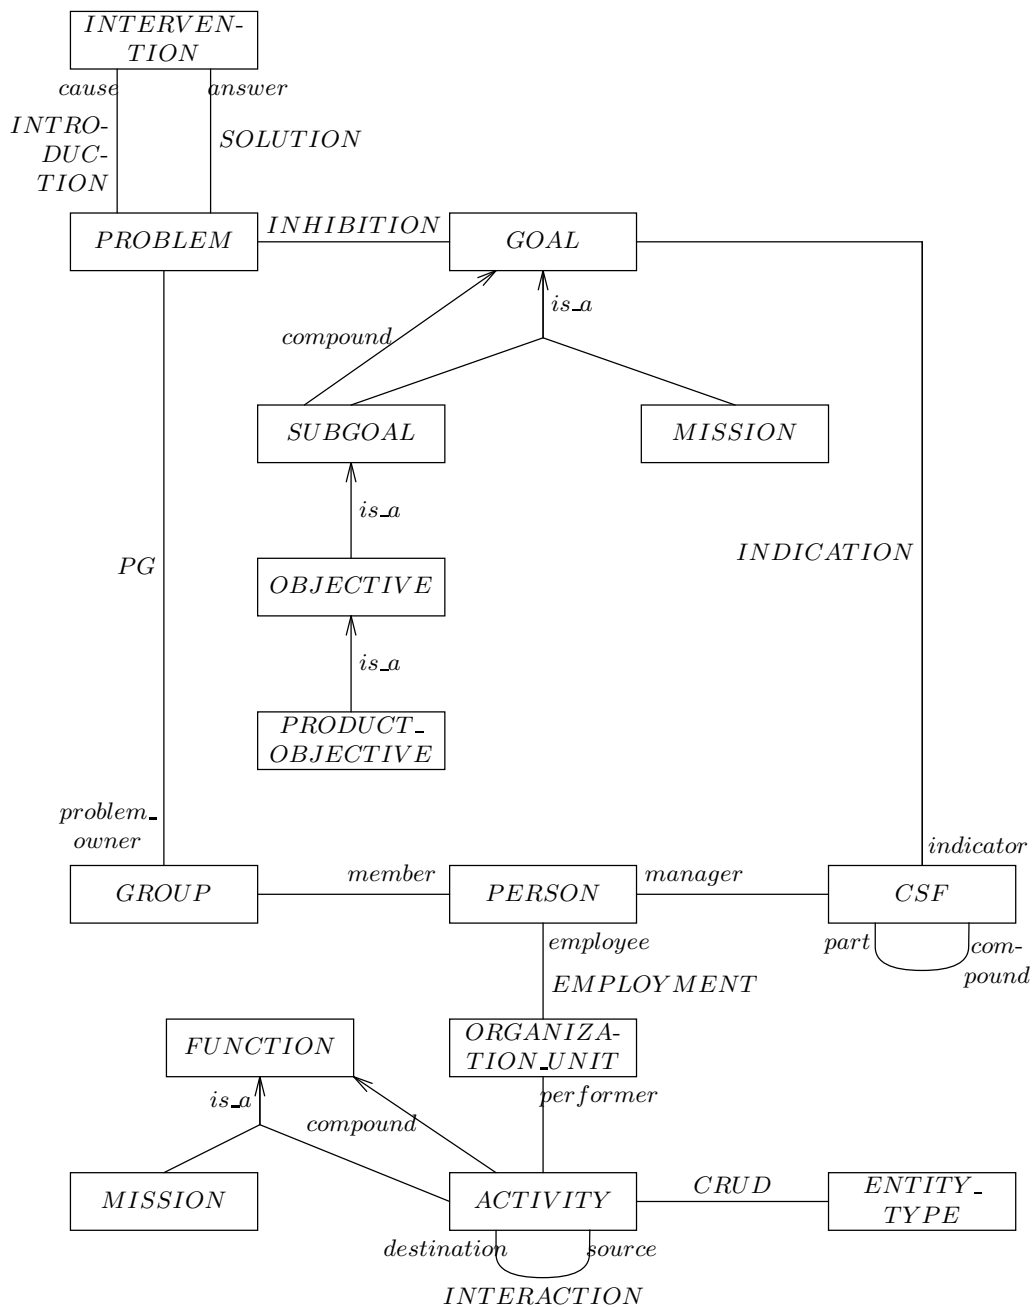 INTERVEN-
TION
cause
answer
INTRO-
DUC-
TION
SOLUTION
PROBLEM
INHIBITION
GOAL
is_a
compound
SUBGOAL
MISSION
is_a
PG
INDICATION
OBJECTIVE
is_a
PRODUCT_
OBJECTIVE
problem_
owner
indicator
GROUP
member
PERSON
manager
CSF
employee
part
com-
pound
EMPLOYMENT
FUNCTION
ORGANIZA-
TION_UNIT
is_a
performer
compound
MISSION
ACTIVITY
CRUD
ENTITY_
TYPE
destination
source
INTERACTION